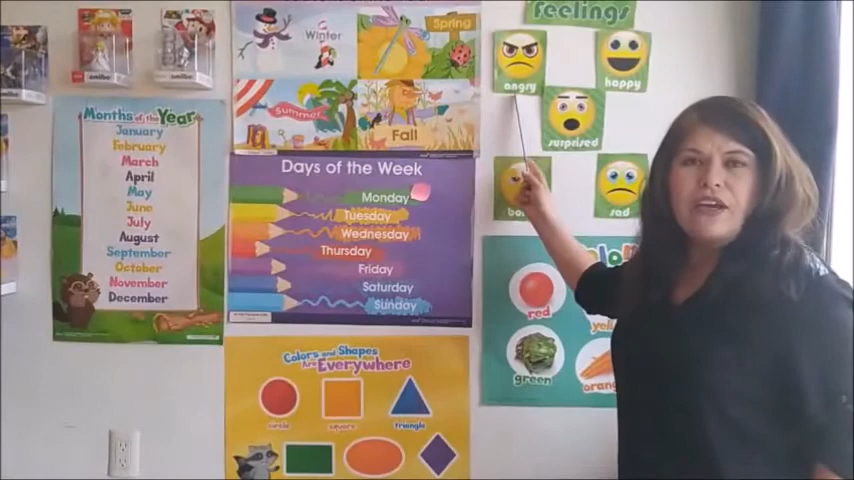 amiibo
amiibo
Months of the Year
January
February
March
April
May
June
July
August
September
October
November
December
Winter
Spring
Summer
Fall
Days of the Week
Monday
Tuesday
Wednesday
Thursday
Friday
Saturday
Sunday
Colors and Shapes
Are Everywhere
circle
square
triangle
Feelings
angry
happy
surprised
sad
red
green
orange